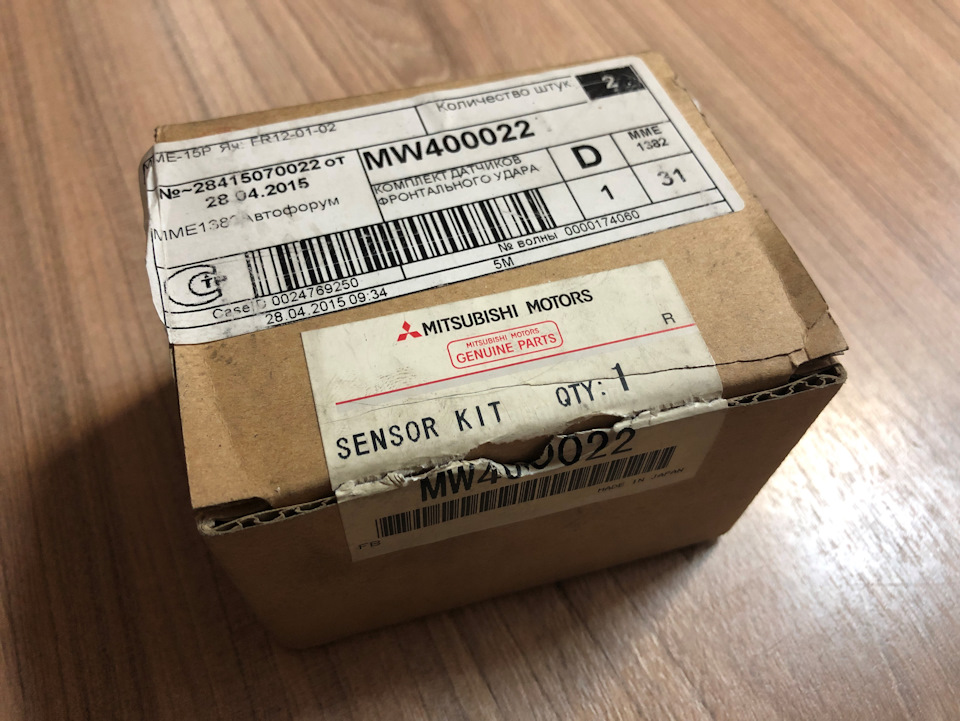 MME-15P Яч: FR12-01-02
Количество штук 2
№~28415070022 от
28.04.2015
MW400022
КОМПЛЕКТ ДАТЧИКОВ
ФРОНТАЛЬНОГО УДАРА
D
MME
1382
1
31
MME1382 Автофорум
№ волны 0000174060
5M
CaseID 0024769250
28.04.2015 09:34
MITSUBISHI MOTORS
MITSUBISHI MOTORS
GENUINE PARTS
R
SENSOR KIT QTY: 1
MW400022
MADE IN JAPAN
FB